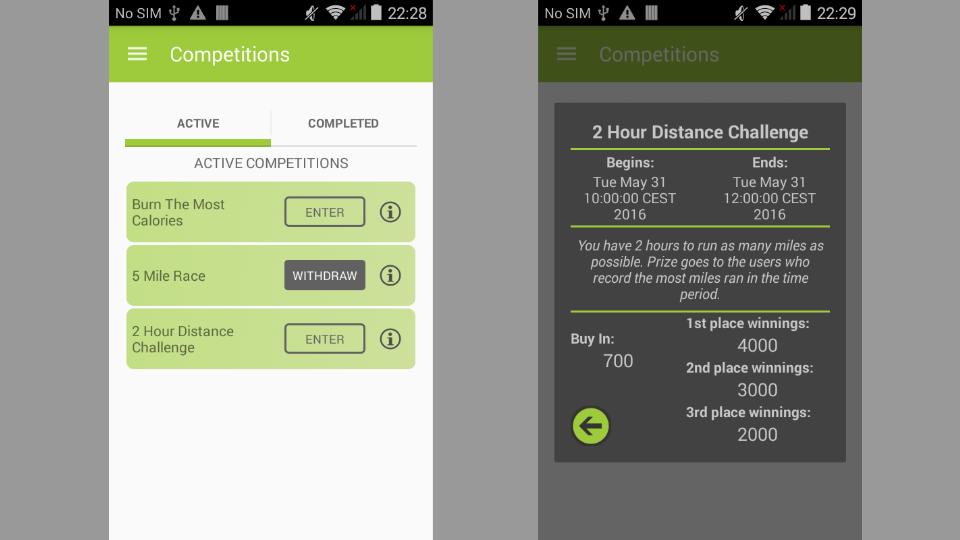 No SIM 22:28
Competitions
ACTIVE COMPLETED
ACTIVE COMPETITIONS
Burn The Most
Calories
ENTER
5 Mile Race
WITHDRAW
2 Hour Distance
Challenge
ENTER
No SIM 22:29
Competitions
2 Hour Distance Challenge
Begins:
Tue May 31
10:00:00 CEST
2016
Ends:
Tue May 31
12:00:00 CEST
2016
You have 2 hours to run as many miles as
possible. Prize goes to the users who
record the most miles ran in the time
period.
Buy In:
700
1st place winnings:
4000
2nd place winnings:
3000
3rd place winnings:
2000